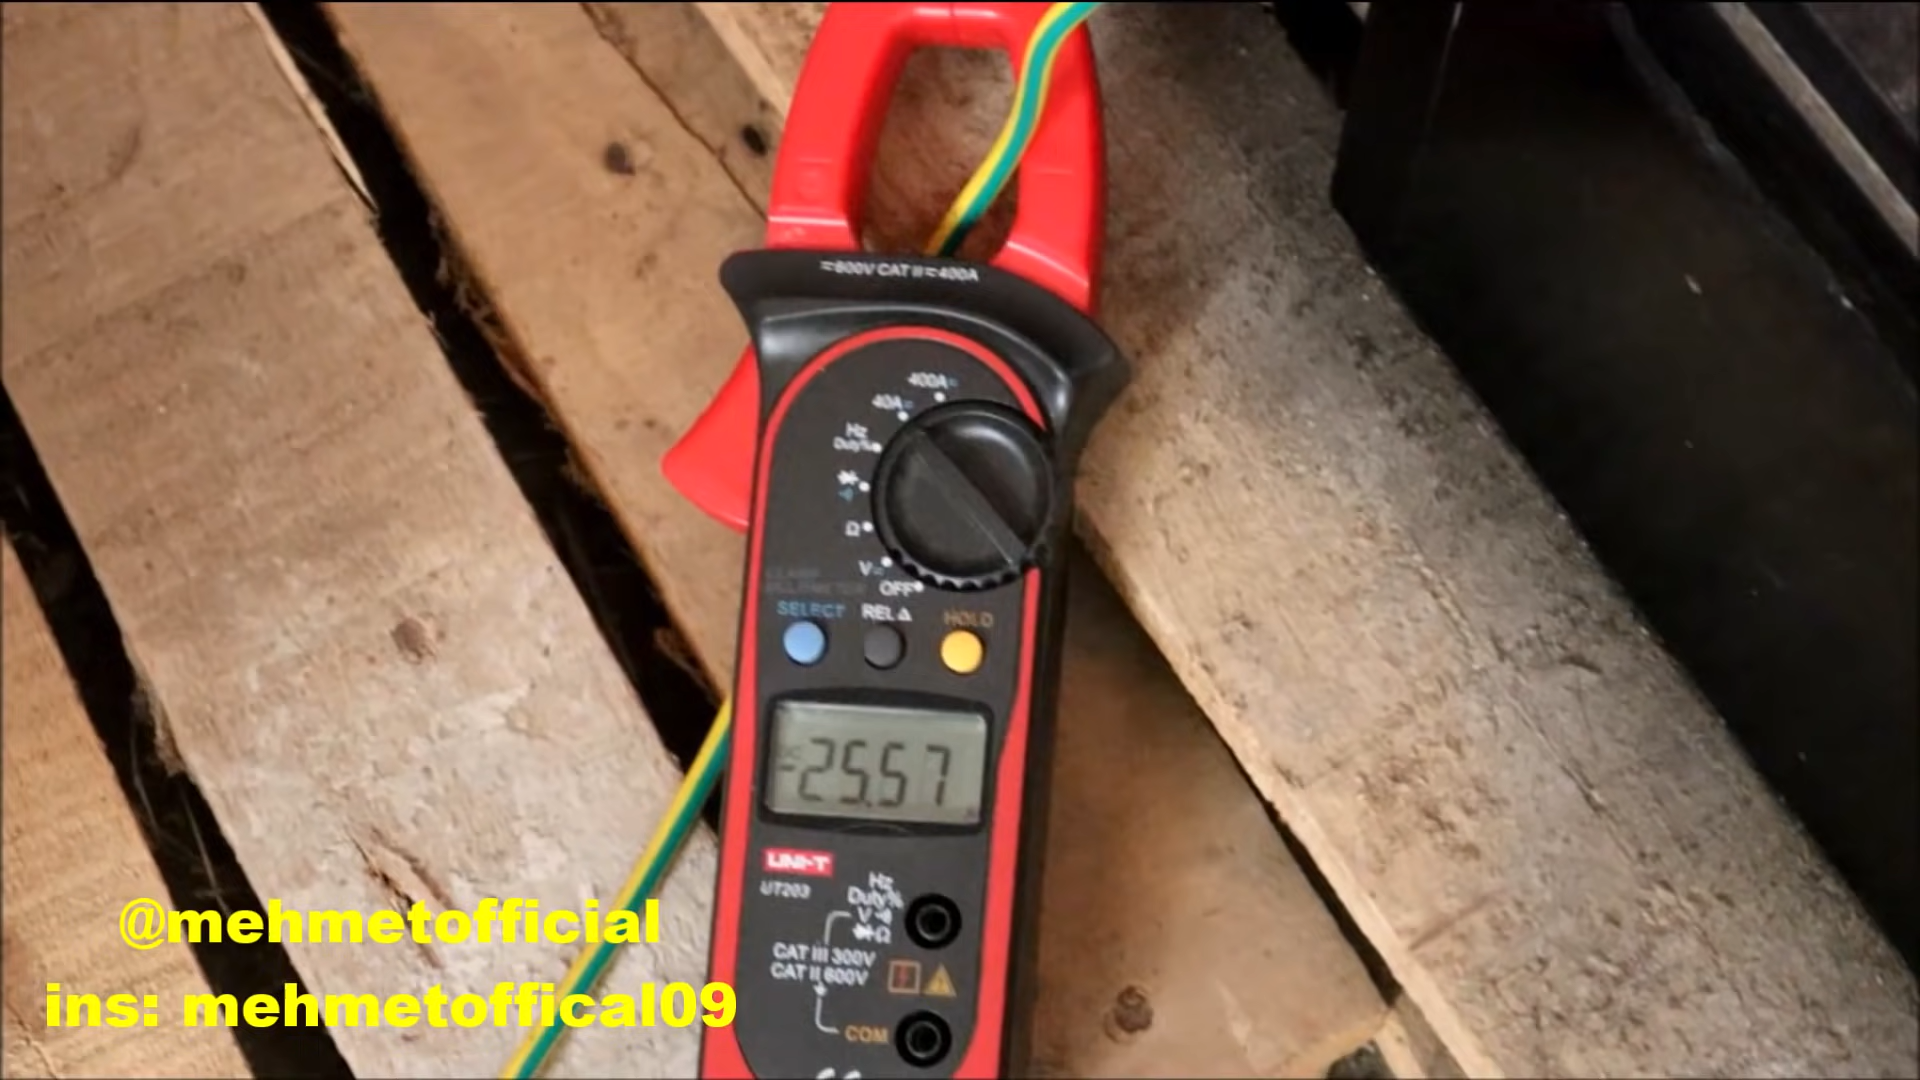 =600V CAT II=400A
400A=
40A=
Hz
Duty%
Ω
V=
OFF
SELECT REL△ HOLD
-25.57
UNI-T
UT203
Hz
Duty%
V
Ω
CAT III 300V
CAT II 600V
COM
@mehmetofficial
ins: mehmetoffical09